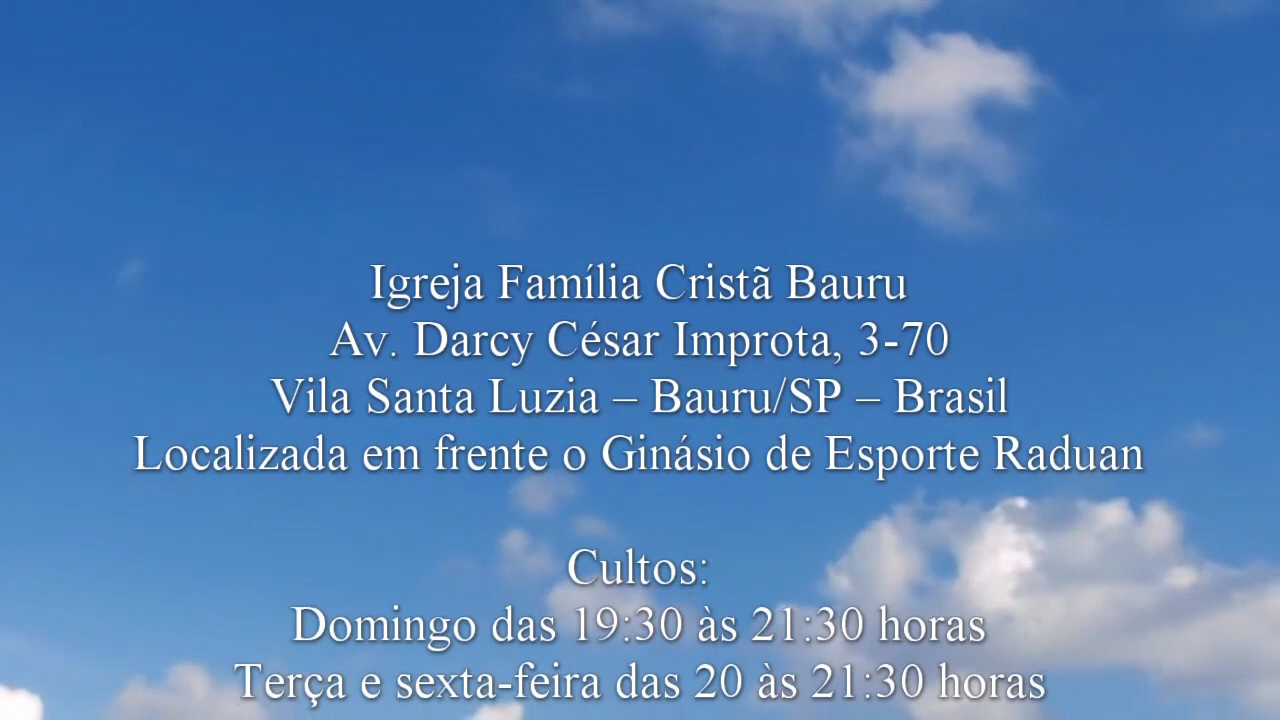 Igreja Família Cristã Bauru
Av. Darcy César Improta, 3-70
Vila Santa Luzia – Bauru/SP – Brasil
Localizada em frente o Ginásio de Esporte Raduan
Cultos:
Domingo das 19:30 às 21:30 horas
Terça e sexta-feira das 20 às 21:30 horas